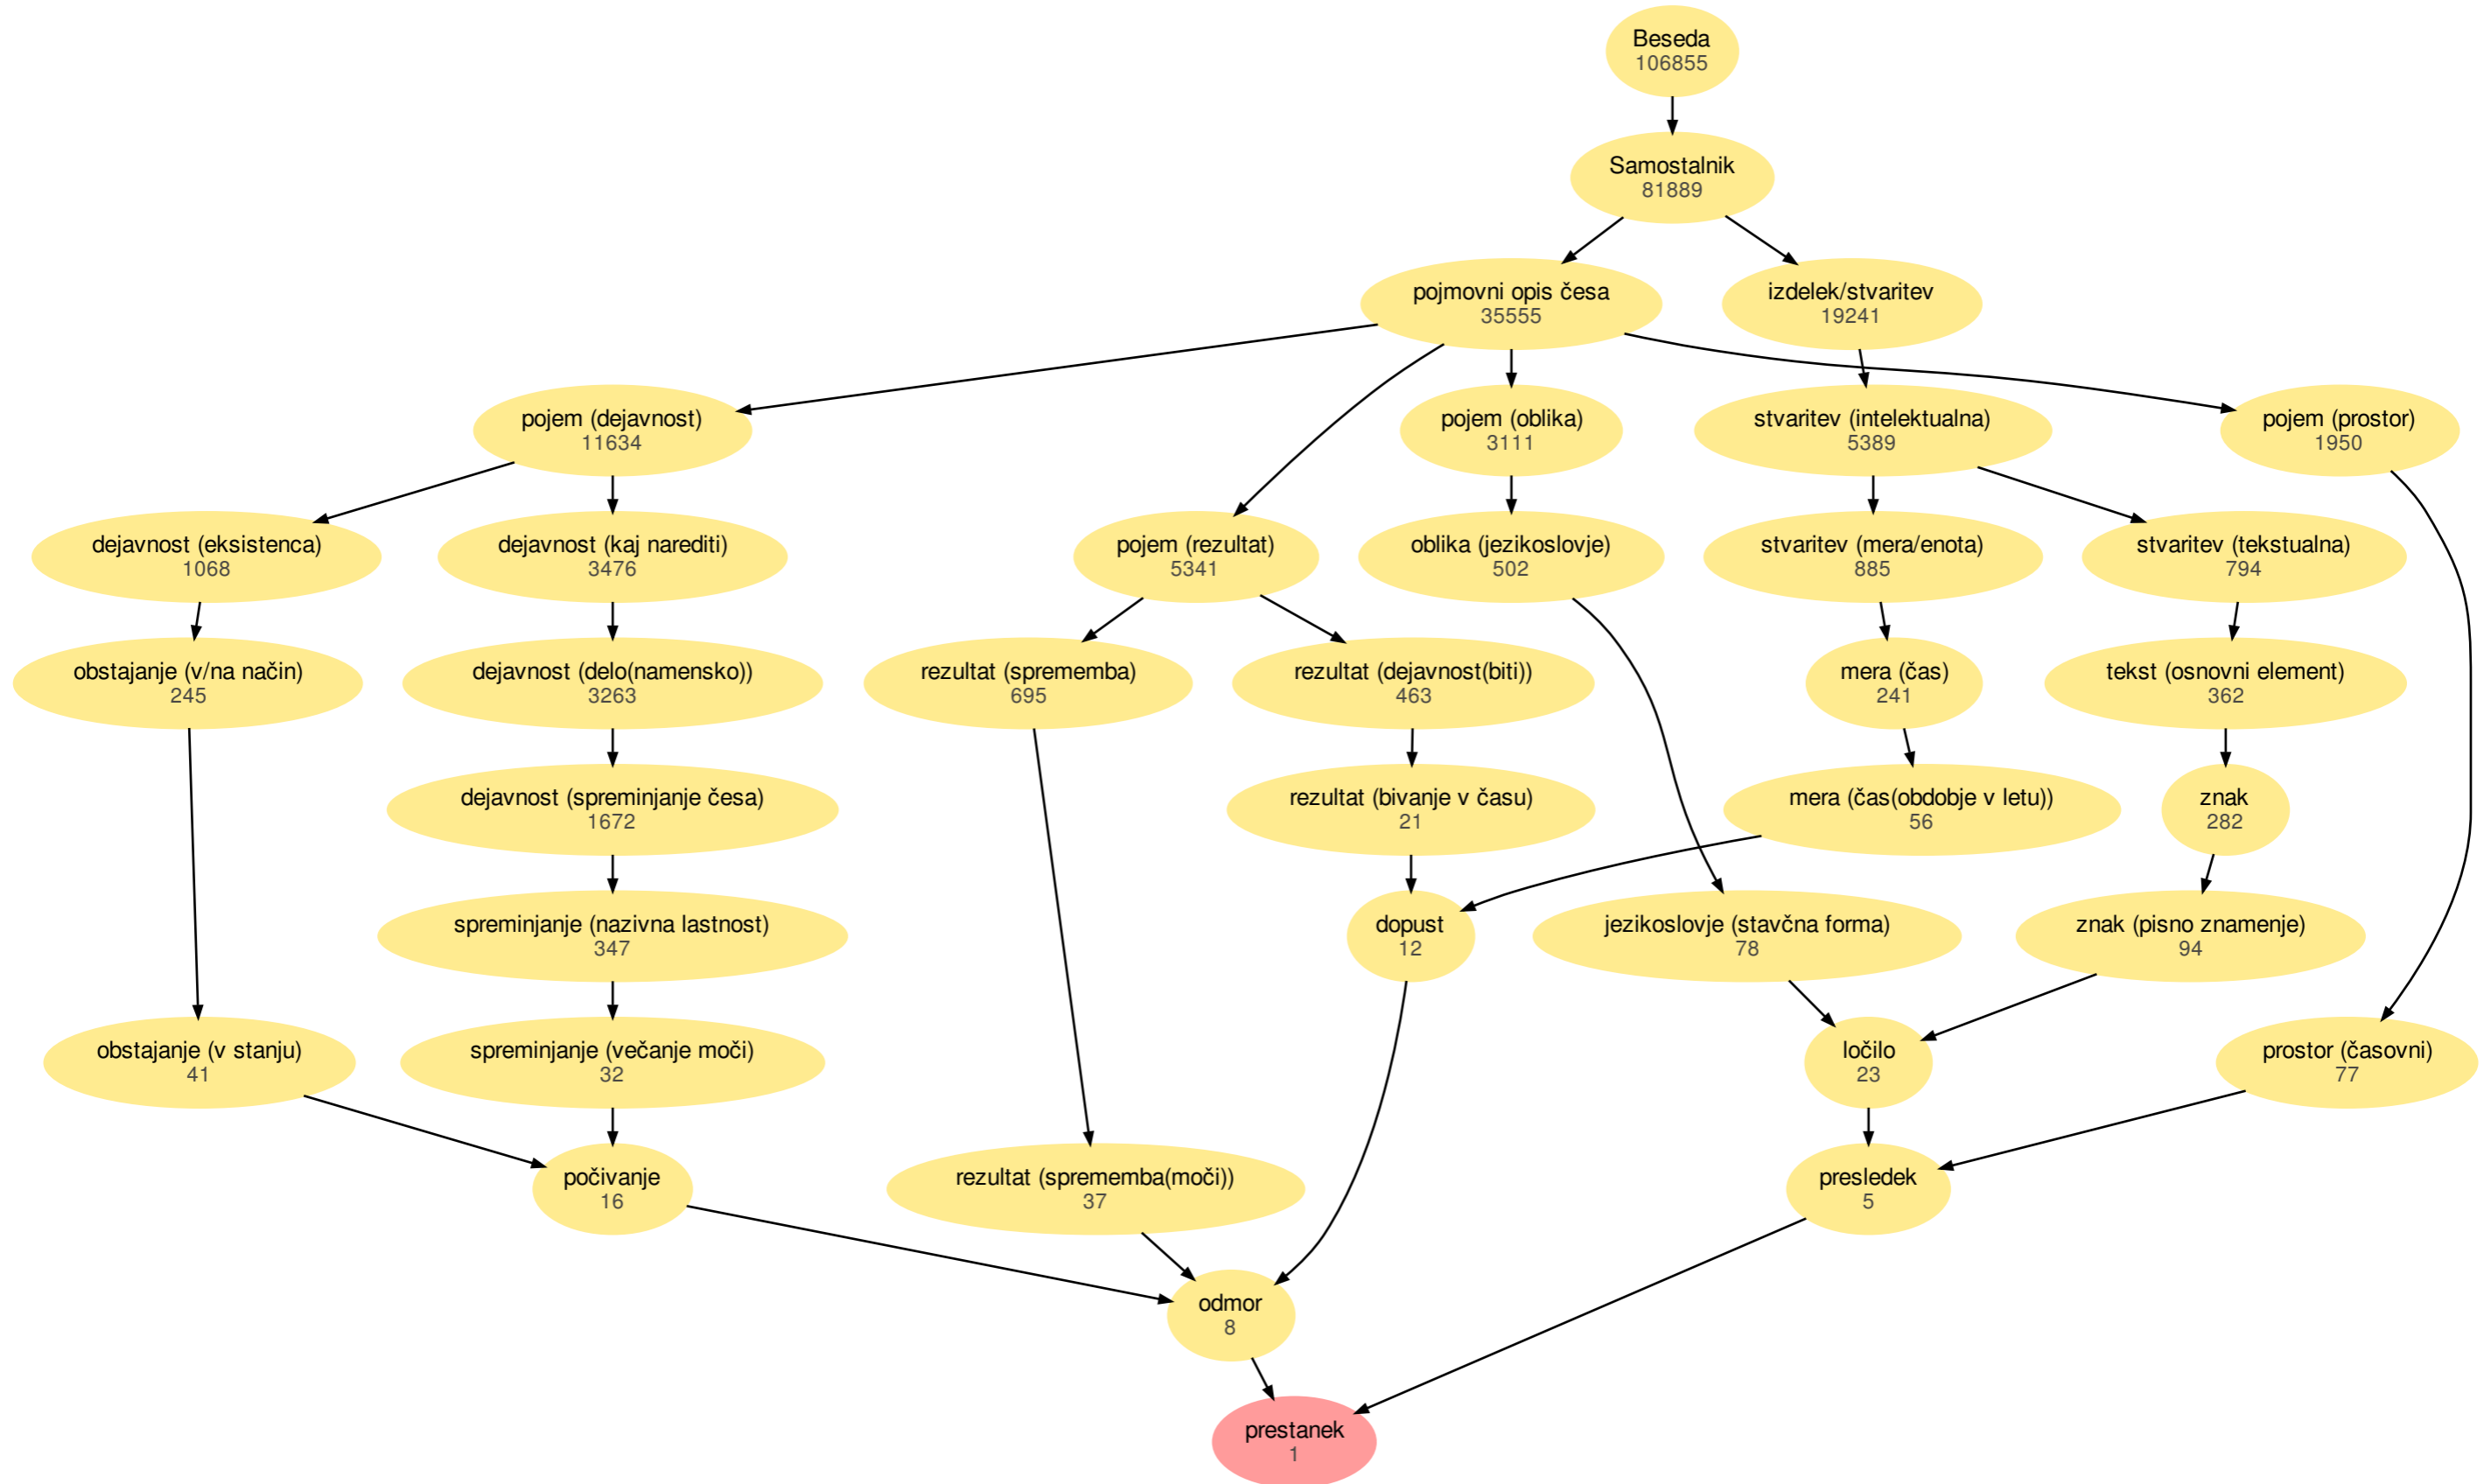 Beseda
106855
Samostalnik
81889
pojmovni opis česa
35555
izdelek/stvaritev
19241
pojem (dejavnost)
11634
pojem (oblika)
3111
stvaritev (intelektualna)
5389
pojem (prostor)
1950
dejavnost (eksistenca)
1068
dejavnost (kaj narediti)
3476
pojem (rezultat)
5341
oblika (jezikoslovje)
502
stvaritev (mera/enota)
885
stvaritev (tekstualna)
794
obstajanje (v/na način)
245
dejavnost (delo(namensko))
3263
rezultat (sprememba)
695
rezultat (dejavnost(biti))
463
mera (čas)
241
tekst (osnovni element)
362
dejavnost (spreminjanje česa)
1672
rezultat (bivanje v času)
21
mera (čas(obdobje v letu))
56
znak
282
spreminjanje (nazivna lastnost)
347
dopust
12
jezikoslovje (stavčna forma)
78
znak (pisno znamenje)
94
obstajanje (v stanju)
41
spreminjanje (večanje moči)
32
ločilo
23
prostor (časovni)
77
počivanje
16
rezultat (sprememba(moči))
37
presledek
5
odmor
8
prestanek
1